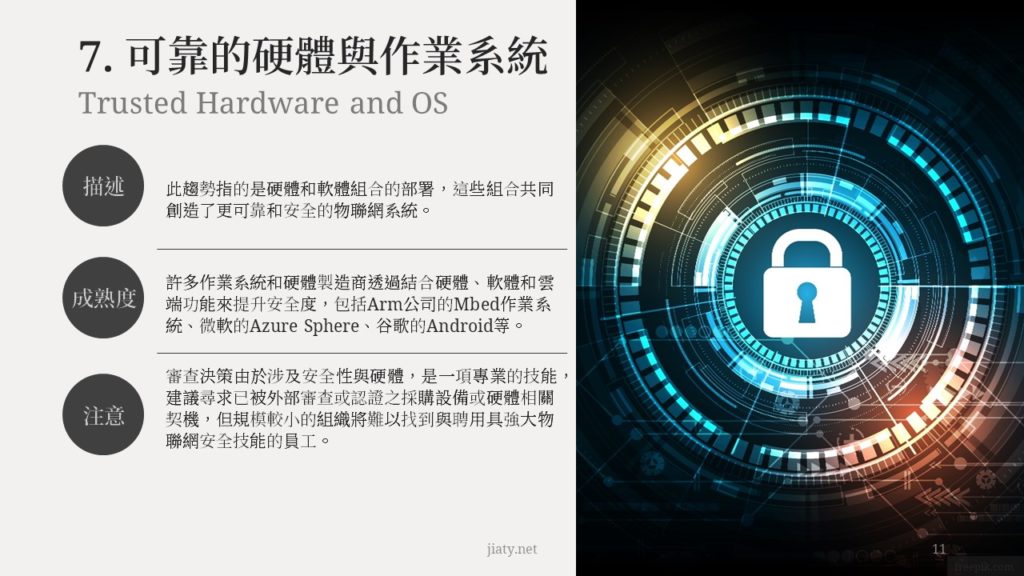 7. 可靠的硬體與作業系統
Trusted Hardware and OS
描述
此趨勢指的是硬體和軟體組合的部署，這些組合共同
創造了更可靠和安全的物聯網系統。
成熟度
許多作業系統和硬體製造商透過結合硬體、軟體和雲
端功能來提升安全度，包括Arm公司的Mbed作業系
統、微軟的Azure Sphere、谷歌的Android等。
注意
審查決策由於涉及安全性與硬體，是一項專業的技能，
建議尋求已被外部審查或認證之採購設備或硬體相關
契機，但規模較小的組織將難以找到與聘用具強大物
聯網安全技能的員工。
jiaty.net
11
freepik.com